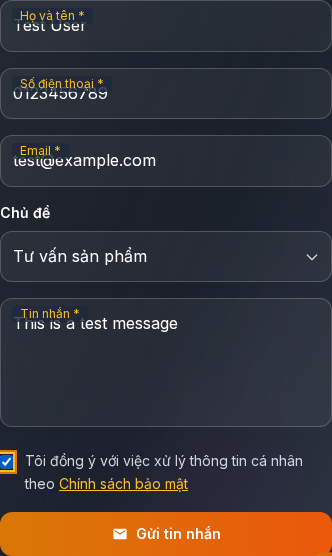 Họ và tên *
Test User
Số điện thoại *
0123456789
Email *
test@example.com
Chủ đề
Tư vấn sản phẩm
Tin nhắn *
This is a test message
Tôi đồng ý với việc xử lý thông tin cá nhân
theo Chính sách bảo mật
Gửi tin nhắn